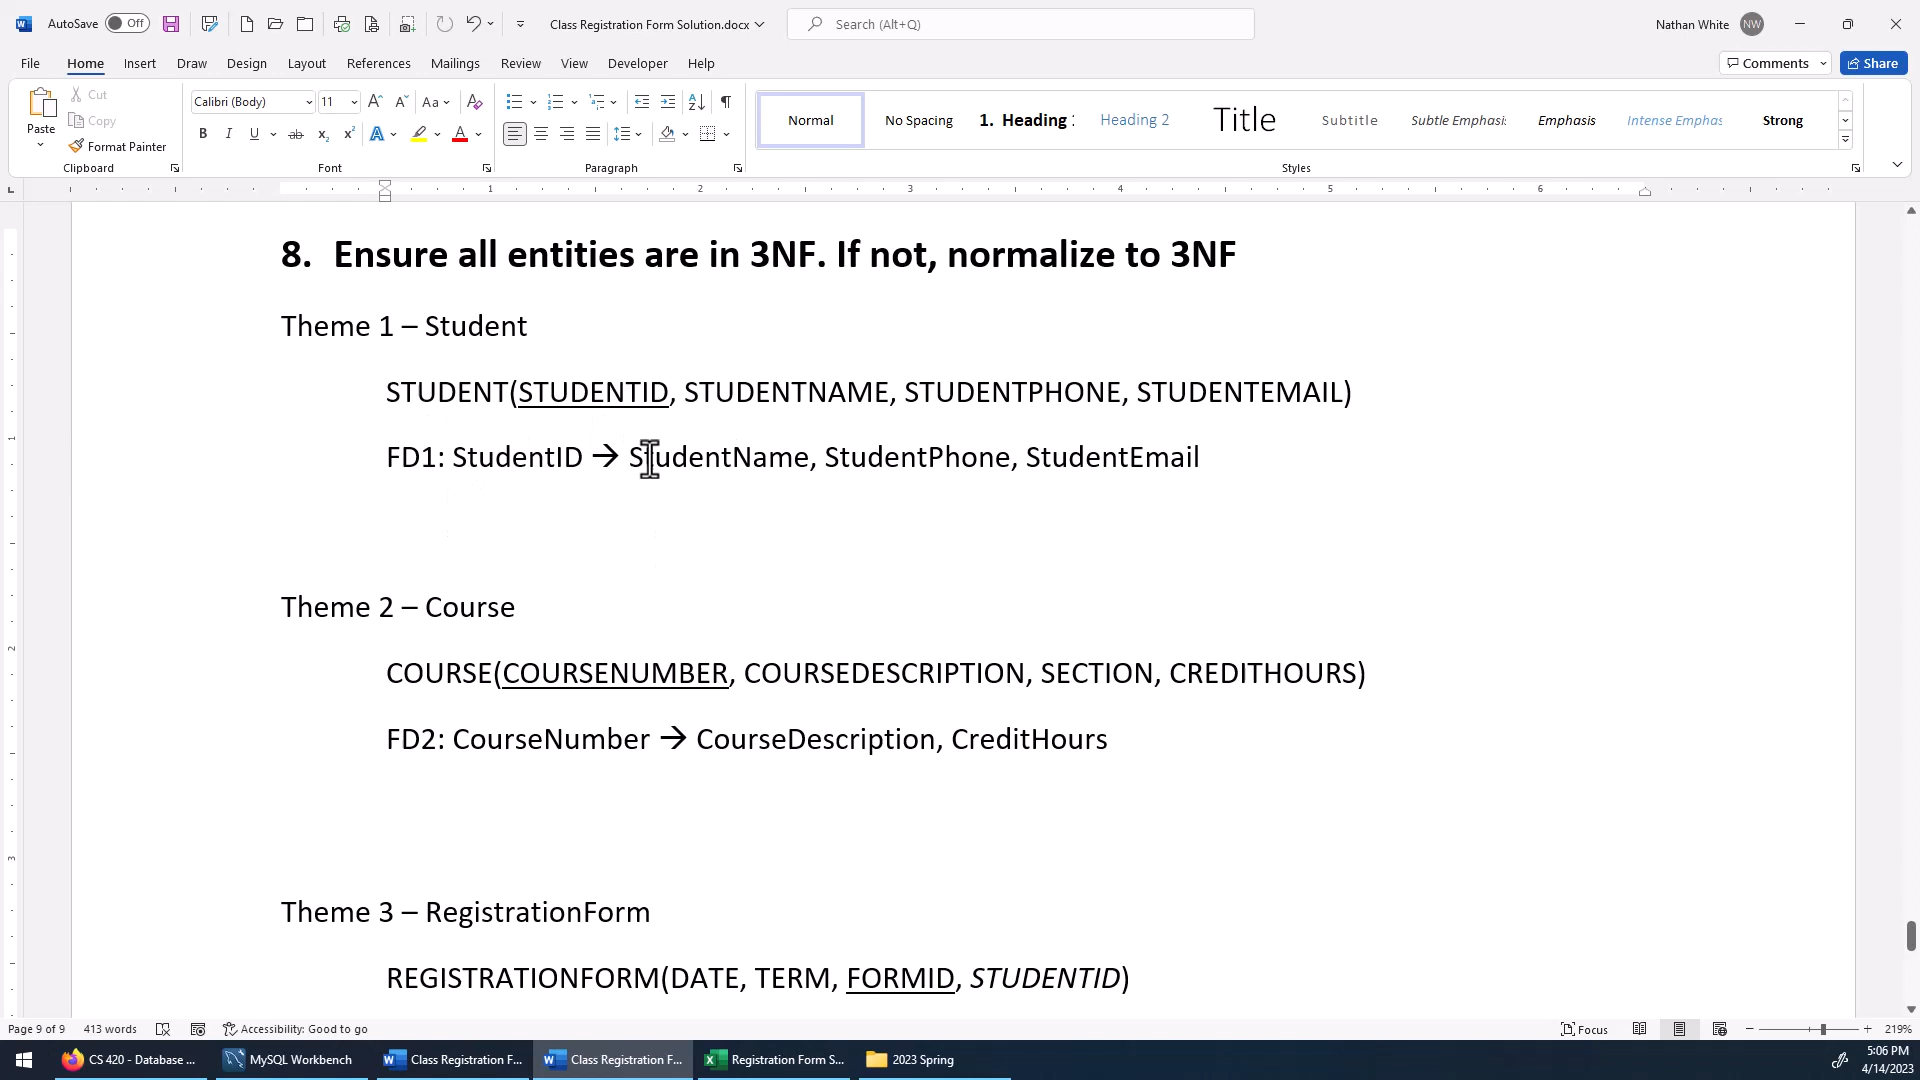 AutoSave Off Class Registration Form Solution.docx Search (Alt+Q) Nathan White NW
File Home Insert Draw Design Layout References Mailings Review View Developer Help Comments Share
Paste Cut Copy Format Painter Clipboard
Calibri (Body) 11 Font
Paragraph
Normal No Spacing 1. Heading Heading 2 Title Subtitle Subtle Emphasis Emphasis Intense Emphas Strong Styles
1 2 3 4 5 6
8. Ensure all entities are in 3NF. If not, normalize to 3NF
Theme 1 – Student
STUDENT(STUDENTID, STUDENTNAME, STUDENTPHONE, STUDENTEMAIL)
FD1: StudentID → StudentName, StudentPhone, StudentEmail
Theme 2 – Course
COURSE(COURSENUMBER, COURSEDESCRIPTION, SECTION, CREDITHOURS)
FD2: CourseNumber → CourseDescription, CreditHours
Theme 3 – RegistrationForm
REGISTRATIONFORM(DATE, TERM, FORMID, STUDENTID)
Page 9 of 9 413 words Accessibility: Good to go Focus 219%
CS 420 - Database ... MySQL Workbench Class Registration F... Class Registration F... Registration Form S... 2023 Spring 5:06 PM
4/14/2023